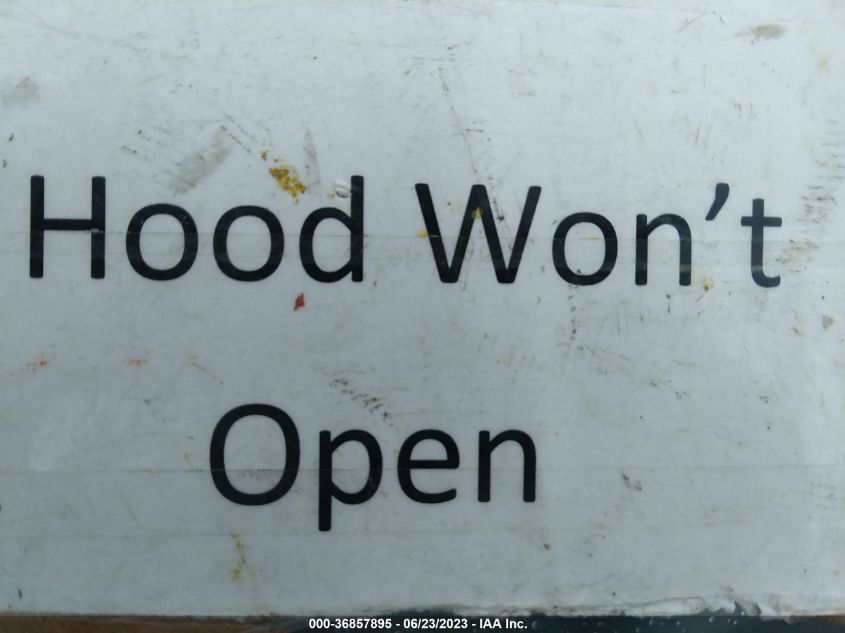 Hood Won’t
Open
000-36857895 - 06/23/2023 - IAA Inc.